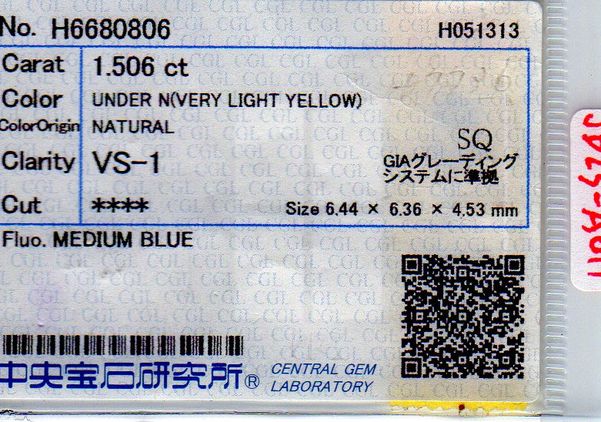 No. H6680806 H051313
Carat 1.506 ct
Color UNDER N(VERY LIGHT YELLOW)
ColorOrigin NATURAL
Clarity VS-1
SQ
GIAグレーディング
システムに準拠
Cut **** Size 6.44 × 6.36 × 4.53 mm
Fluo. MEDIUM BLUE
中央宝石研究所® CENTRAL GEM
LABORATORY